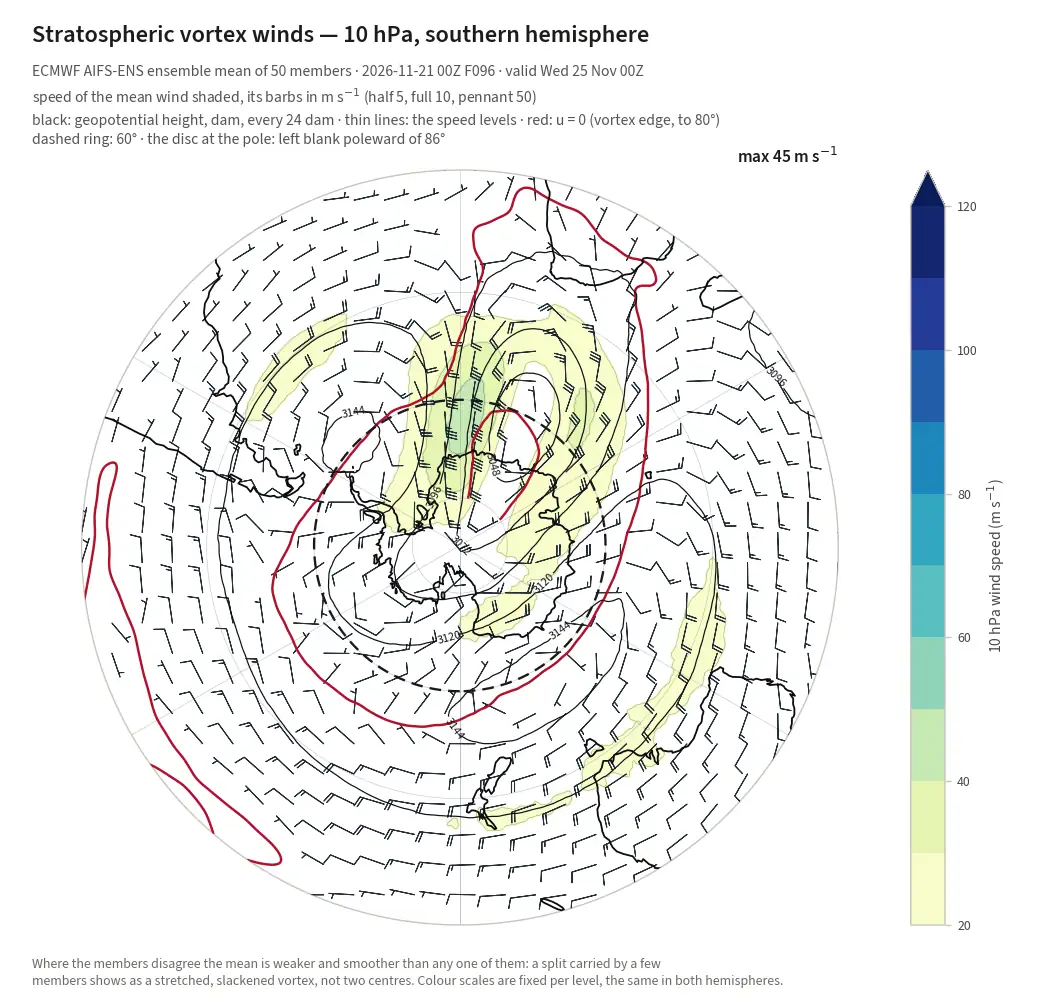 Stratospheric vortex winds — 10 hPa, southern hemisphere
ECMWF AIFS-ENS ensemble mean of 50 members · 2026-11-21 00Z F096 · valid Wed 25 Nov 00Z
speed of the mean wind shaded, its barbs in m s⁻¹ (half 5, full 10, pennant 50)
black: geopotential height, dam, every 24 dam · thin lines: the speed levels · red: u = 0 (vortex edge, to 80°)
dashed ring: 60° · the disc at the pole: left blank poleward of 86°
max 45 m s⁻¹
120
100
80
60
40
20
10 hPa wind speed (m s⁻¹)
3096
3144
3120
3144
3120
Where the members disagree the mean is weaker and smoother than any one of them: a split carried by a few
members shows as a stretched, slackened vortex, not two centres. Colour scales are fixed per level, the same in both hemispheres.